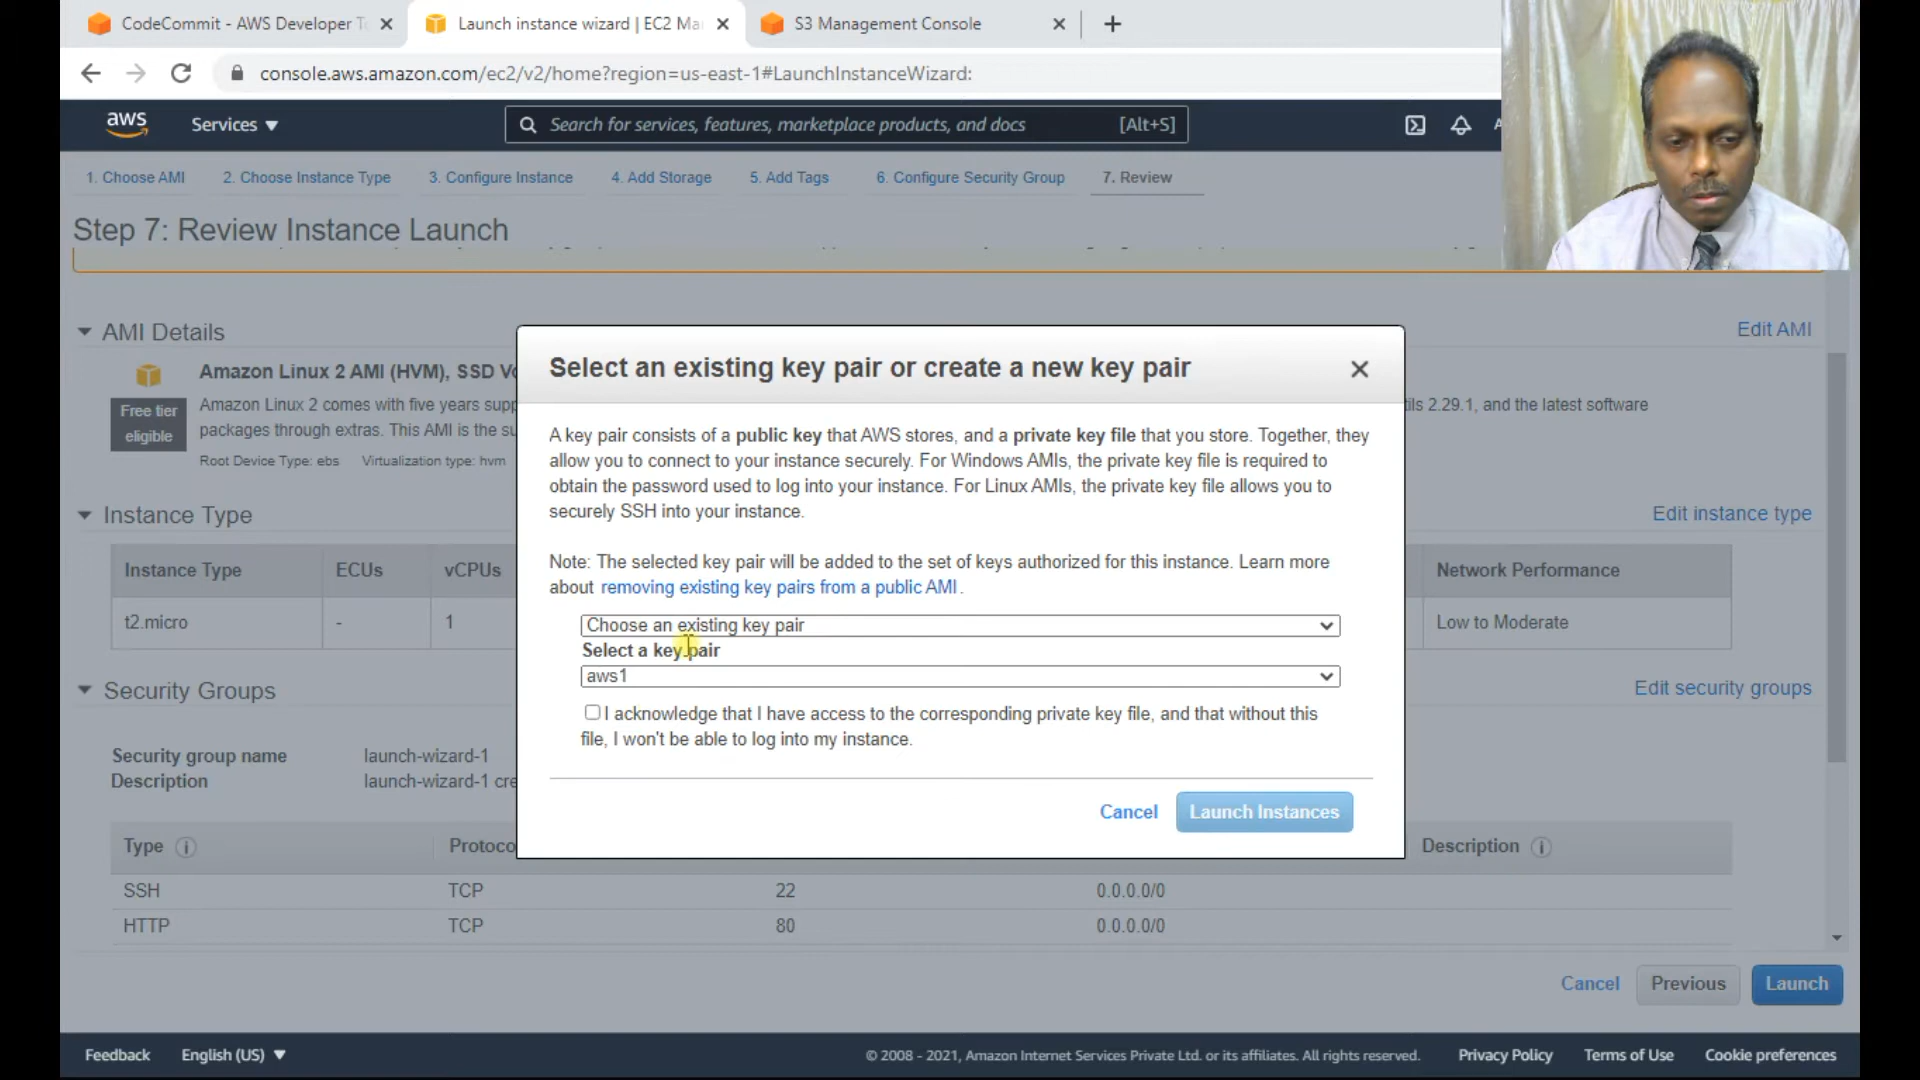 CodeCommit - AWS Developer To
Launch instance wizard | EC2 Ma
S3 Management Console
console.aws.amazon.com/ec2/v2/home?region=us-east-1#LaunchInstanceWizard:
aws
Services
Search for services, features, marketplace products, and docs
[Alt+S]
1. Choose AMI
2. Choose Instance Type
3. Configure Instance
4. Add Storage
5. Add Tags
6. Configure Security Group
7. Review
Step 7: Review Instance Launch
AMI Details
Edit AMI
Free tier
eligible
Amazon Linux 2 AMI (HVM), SSD Vo
Amazon Linux 2 comes with five years supp
tils 2.29.1, and the latest software
packages through extras. This AMI is the su
Root Device Type: ebs
Virtualization type: hvm
Instance Type
Edit instance type
Instance Type
ECUs
vCPUs
Network Performance
t2.micro
-
1
Low to Moderate
Security Groups
Edit security groups
Security group name
launch-wizard-1
Description
launch-wizard-1 cre
Type
Protoco
Description
SSH
TCP
22
0.0.0.0/0
HTTP
TCP
80
0.0.0.0/0
Select an existing key pair or create a new key pair
A key pair consists of a public key that AWS stores, and a private key file that you store. Together, they
allow you to connect to your instance securely. For Windows AMIs, the private key file is required to
obtain the password used to log into your instance. For Linux AMIs, the private key file allows you to
securely SSH into your instance.
Note: The selected key pair will be added to the set of keys authorized for this instance. Learn more
about removing existing key pairs from a public AMI.
Choose an existing key pair
Select a key pair
aws1
I acknowledge that I have access to the corresponding private key file, and that without this
file, I won't be able to log into my instance.
Cancel
Launch Instances
Cancel
Previous
Launch
Feedback
English (US)
© 2008 - 2021, Amazon Internet Services Private Ltd. or its affiliates. All rights reserved.
Privacy Policy
Terms of Use
Cookie preferences